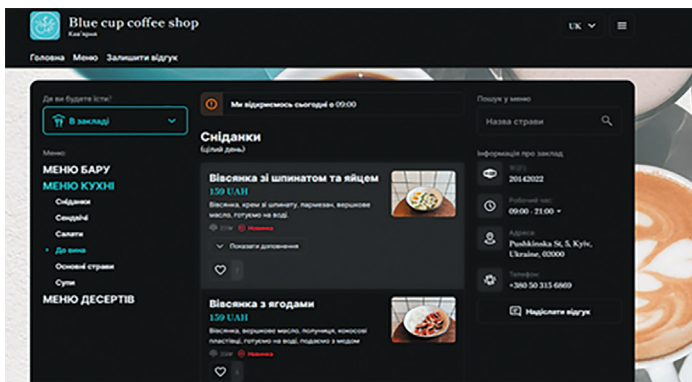 Blue cup coffee shop
Кав'ярня
UK
Головна Меню Залишити відгук
Де ви будете їсти?
В закладі
Меню:
МЕНЮ БАРУ
МЕНЮ КУХНІ
Сніданки
Сендвічі
Салати
До вина
Основні страви
Супи
МЕНЮ ДЕСЕРТІВ
Ми відкриємось сьогодні о 09:00
Сніданки
(цілий день)
Вівсянка зі шпинатом та яйцем
159 UAH
Вівсянка, крем зі шпинату, пармезан, вершкове
масло, готуємо на воді.
Новинка
Показати доповнення
Вівсянка з ягодами
159 UAH
Вівсянка, вершкове масло, полуниця, кокосові
пластівці, готуємо на воді, подаємо з медом
Новинка
Пошук у меню
Назва страви
Інформація про заклад
20142022
Робочий час:
09:00 - 21:00
Адреса:
Pushkinska St, 5, Kyiv,
Ukraine, 02000
Телефон:
+380 50 315 6869
Надіслати відгук